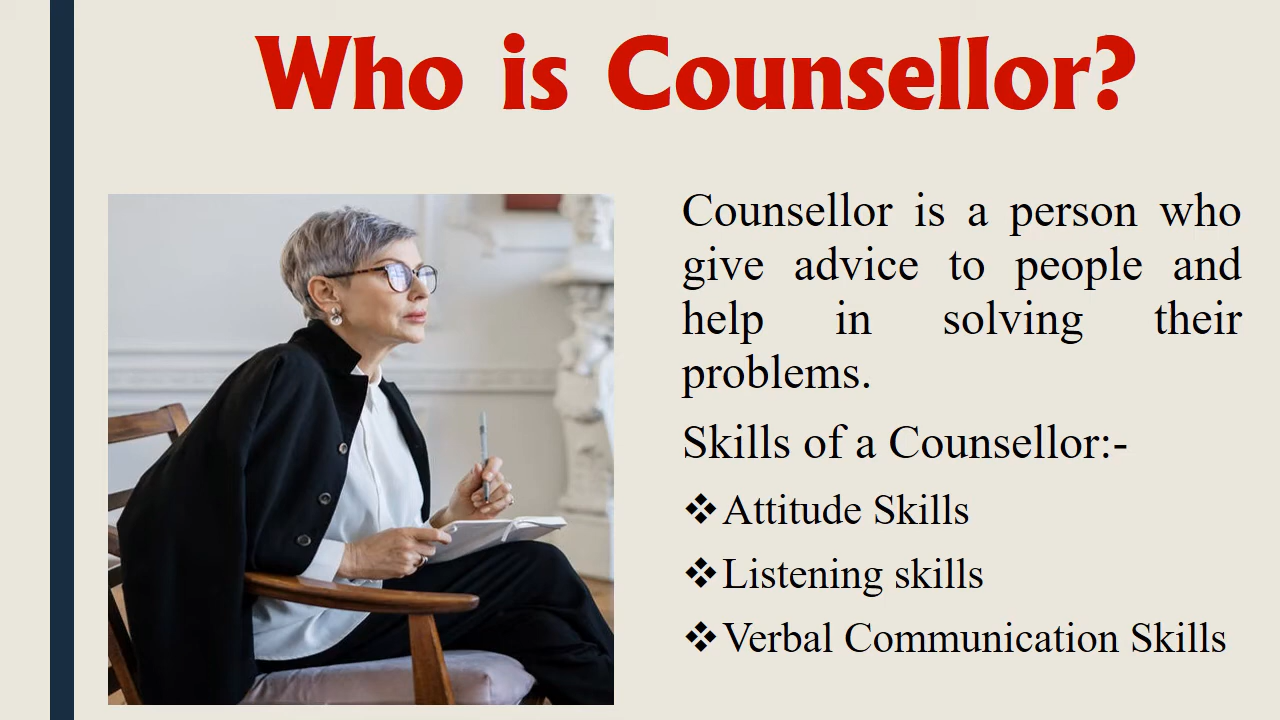 Who is Counsellor?
Counsellor is a person who
give advice to people and
help in solving their
problems.
Skills of a Counsellor:-
❖Attitude Skills
❖Listening skills
❖Verbal Communication Skills